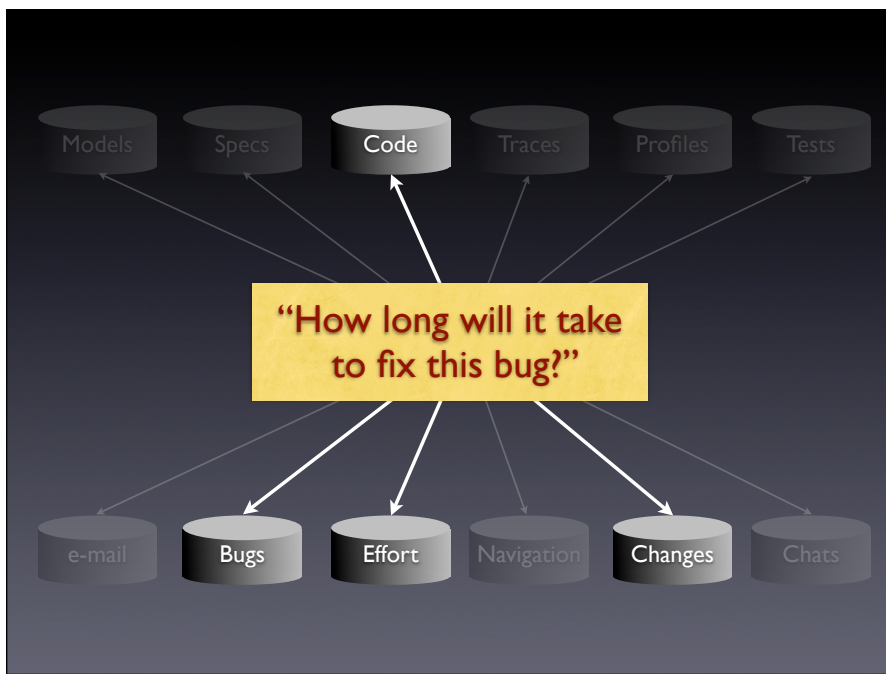 Models
Specs
Code
Traces
Profiles
Tests
“How long will it take
to fix this bug?”
e-mail
Bugs
Effort
Navigation
Changes
Chats